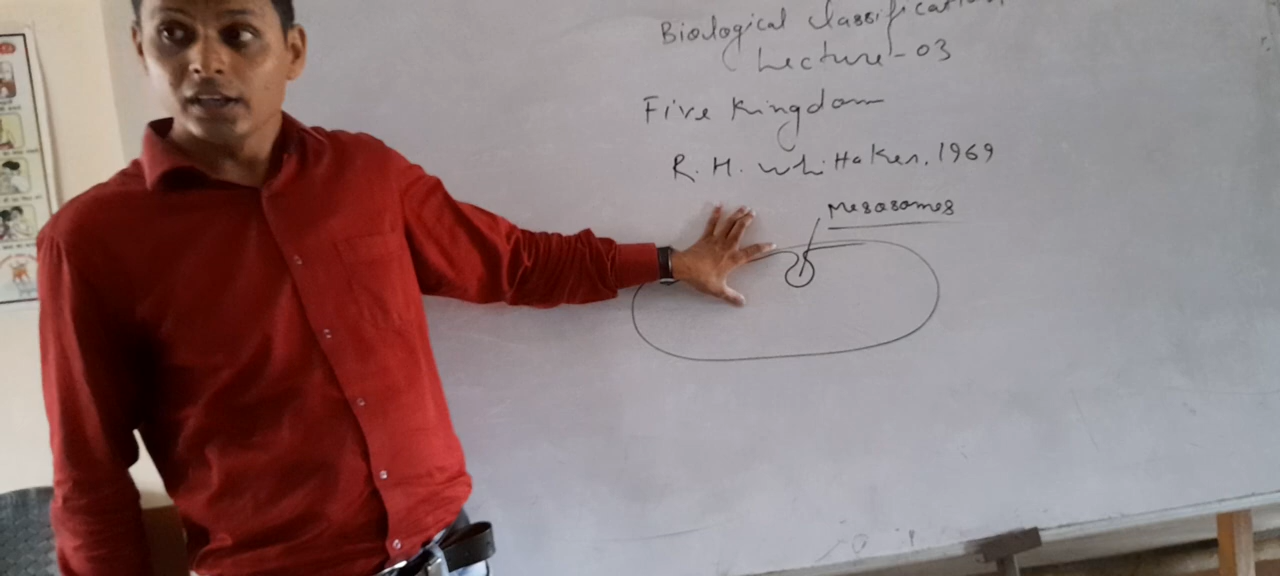 Biological Classification
Lecture-03
Five Kingdom
R. H. Whittaker, 1969
Mesosomes